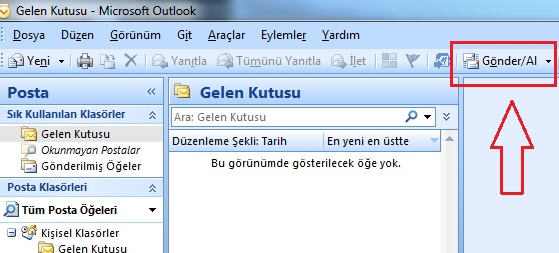 Gelen Kutusu - Microsoft Outlook
Dosya Düzen Görünüm Git Araçlar Eylemler Yardım
Yeni Yanıtla Tümünü Yanıtla İlet Gönder/Al
Posta
Sık Kullanılan Klasörler
Gelen Kutusu
Okunmayan Postalar
Gönderilmiş Öğeler
Posta Klasörleri
Tüm Posta Öğeleri
Kişisel Klasörler
Gelen Kutusu
Gelen Kutusu
Ara: Gelen Kutusu
Düzenleme Şekli: Tarih En yeni en üstte
Bu görünümde gösterilecek öğe yok.